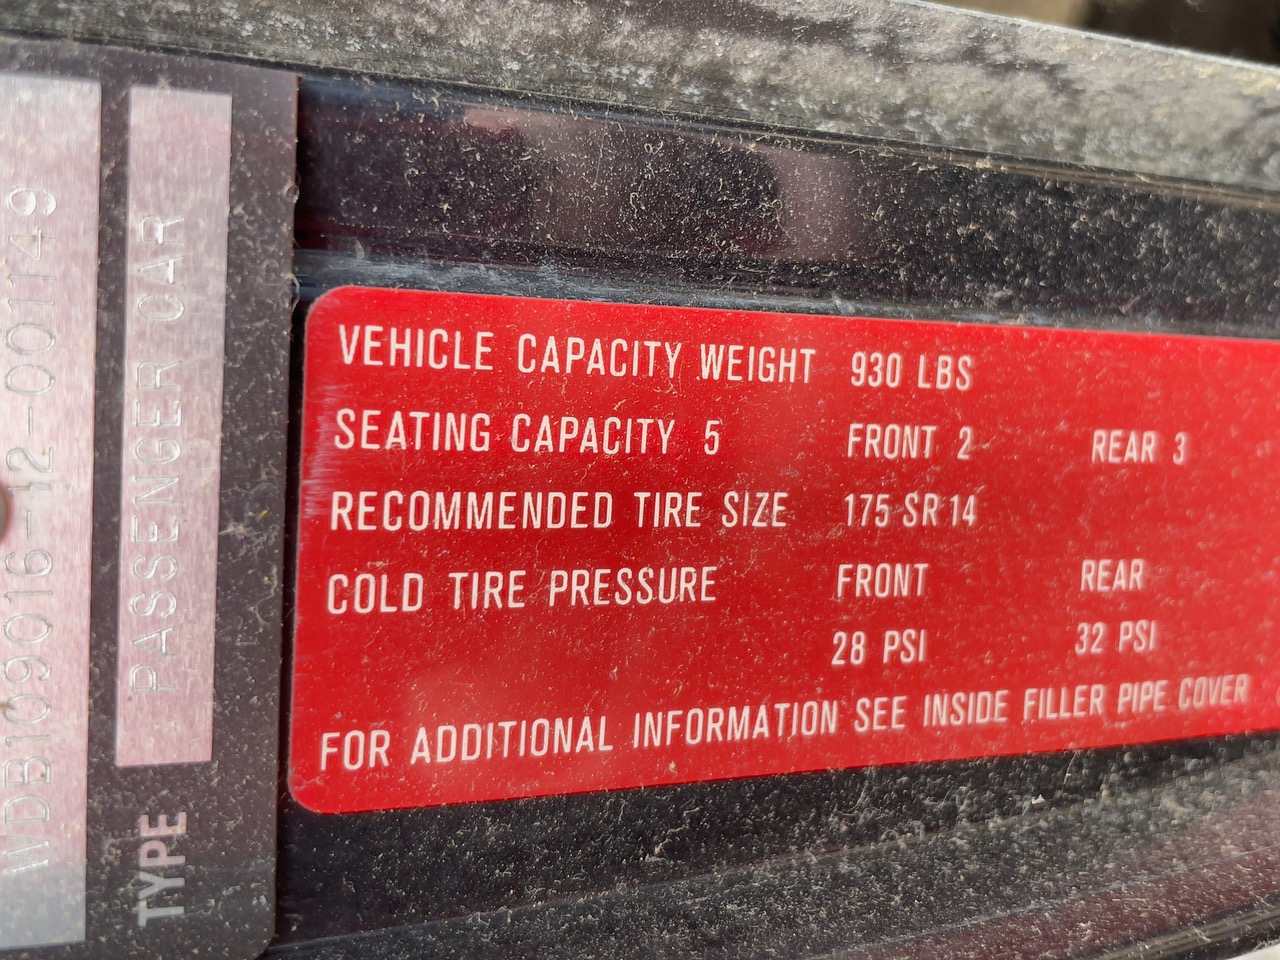 WDB109016-12-001149
TYPE PASSENGER CAR
VEHICLE CAPACITY WEIGHT 930 LBS
SEATING CAPACITY 5 FRONT 2 REAR 3
RECOMMENDED TIRE SIZE 175 SR 14
COLD TIRE PRESSURE FRONT REAR
28 PSI 32 PSI
FOR ADDITIONAL INFORMATION SEE INSIDE FILLER PIPE COVER